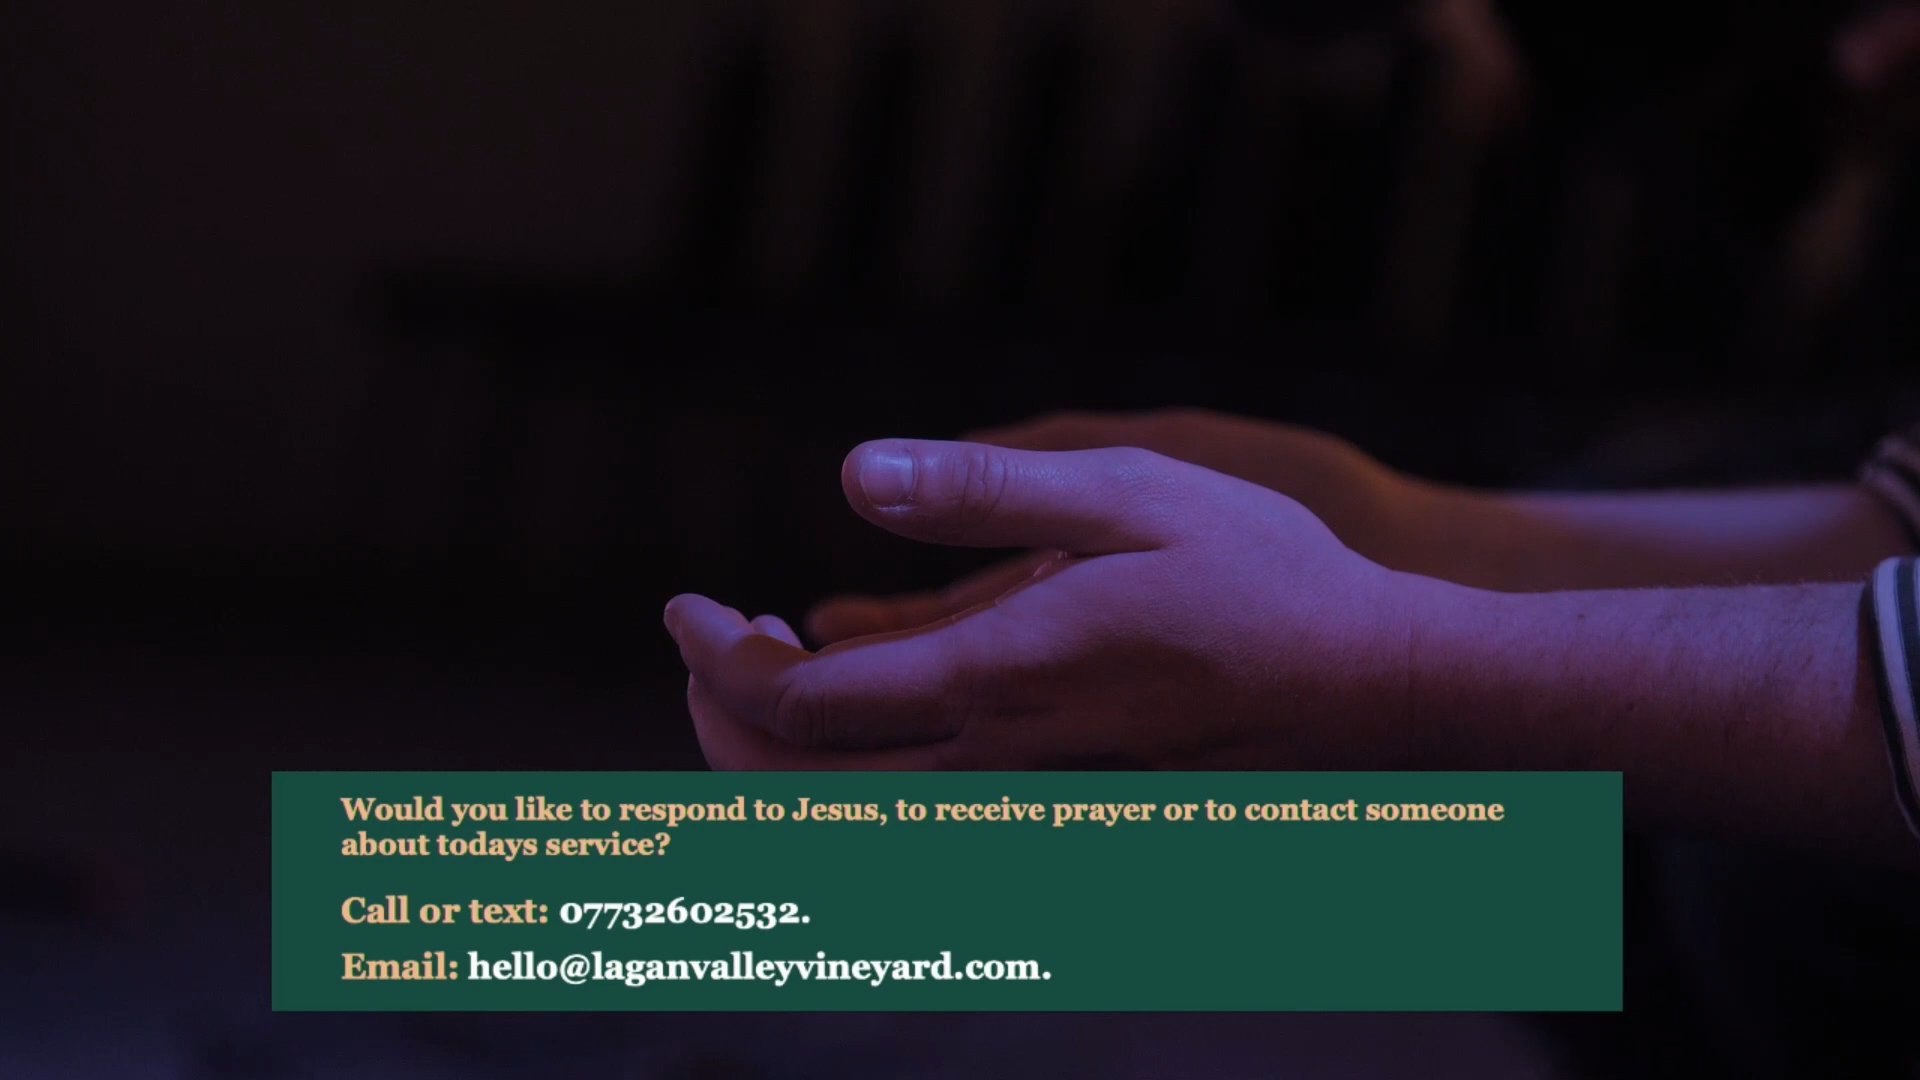 Would you like to respond to Jesus, to receive prayer or to contact someone
about todays service?
Call or text: 07732602532.
Email: hello@laganvalleyvineyard.com.